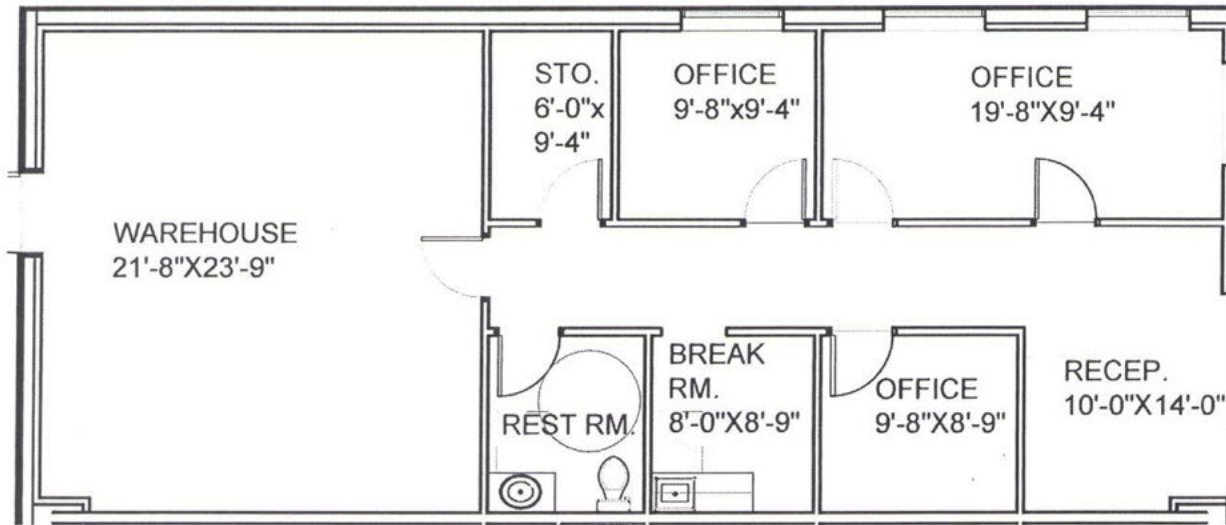 STO.
6'-0"x
9'-4"
OFFICE
9'-8"x9'-4"
OFFICE
19'-8"X9'-4"
WAREHOUSE
21'-8"X23'-9"
REST RM.
BREAK
RM.
8'-0"X8'-9"
OFFICE
9'-8"X8'-9"
RECEP.
10'-0"X14'-0"